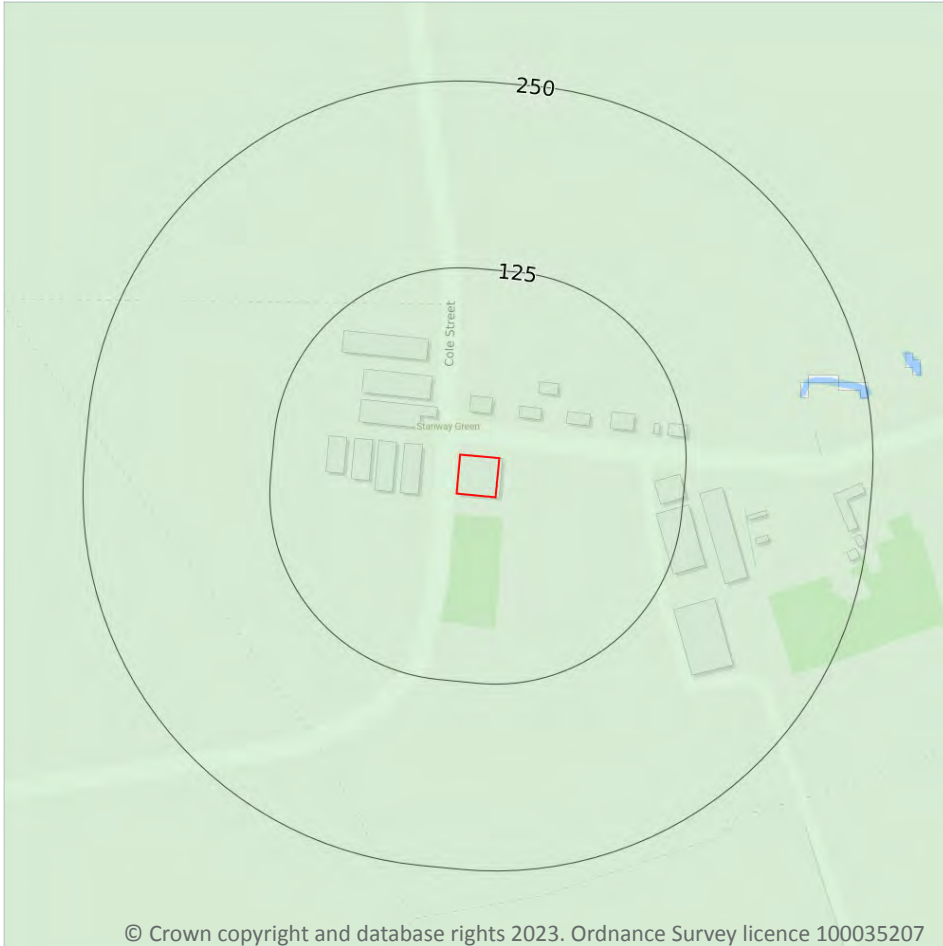 250
125
Cole Street
Stanway Green
© Crown copyright and database rights 2023. Ordnance Survey licence 100035207